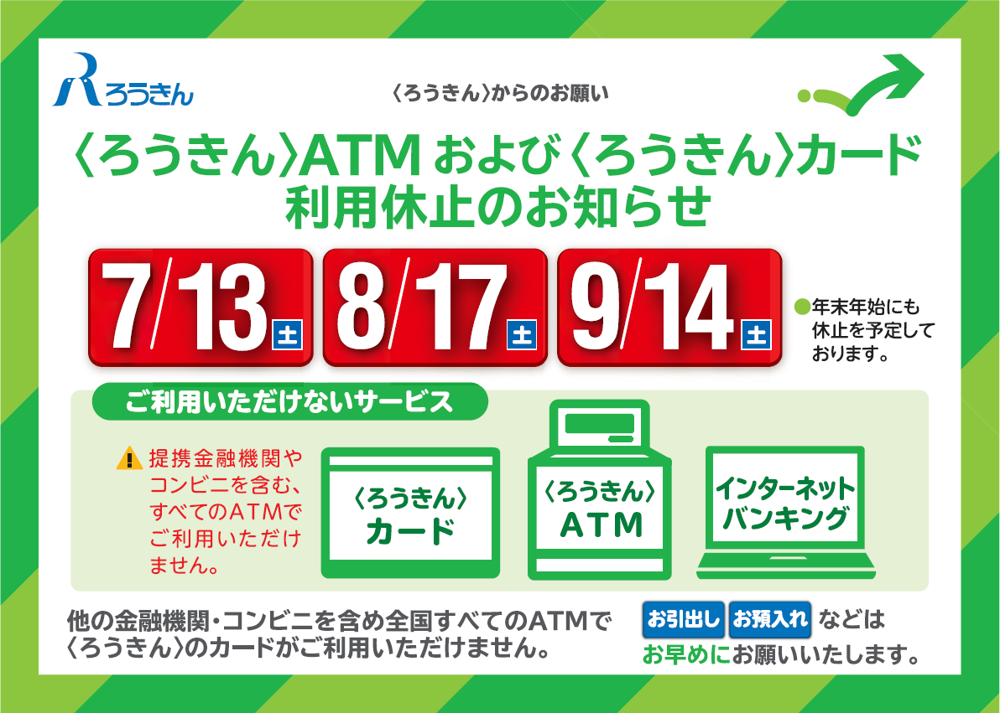 ろうきん
〈ろうきん〉からのお願い
〈ろうきん〉ATM および〈ろうきん〉カード
利用休止のお知らせ
7/13 土
8/17 土
9/14 土
●年末年始にも
休止を予定して
おります。
ご利用いただけないサービス
提携金融機関や
コンビニを含む、
すべてのATMで
ご利用いただけ
ません。
〈ろうきん〉
カード
〈ろうきん〉
ATM
インターネット
バンキング
他の金融機関・コンビニを含め全国すべてのATMで
〈ろうきん〉のカードがご利用いただけません。
お引出し お預入れ などは
お早めにお願いいたします。